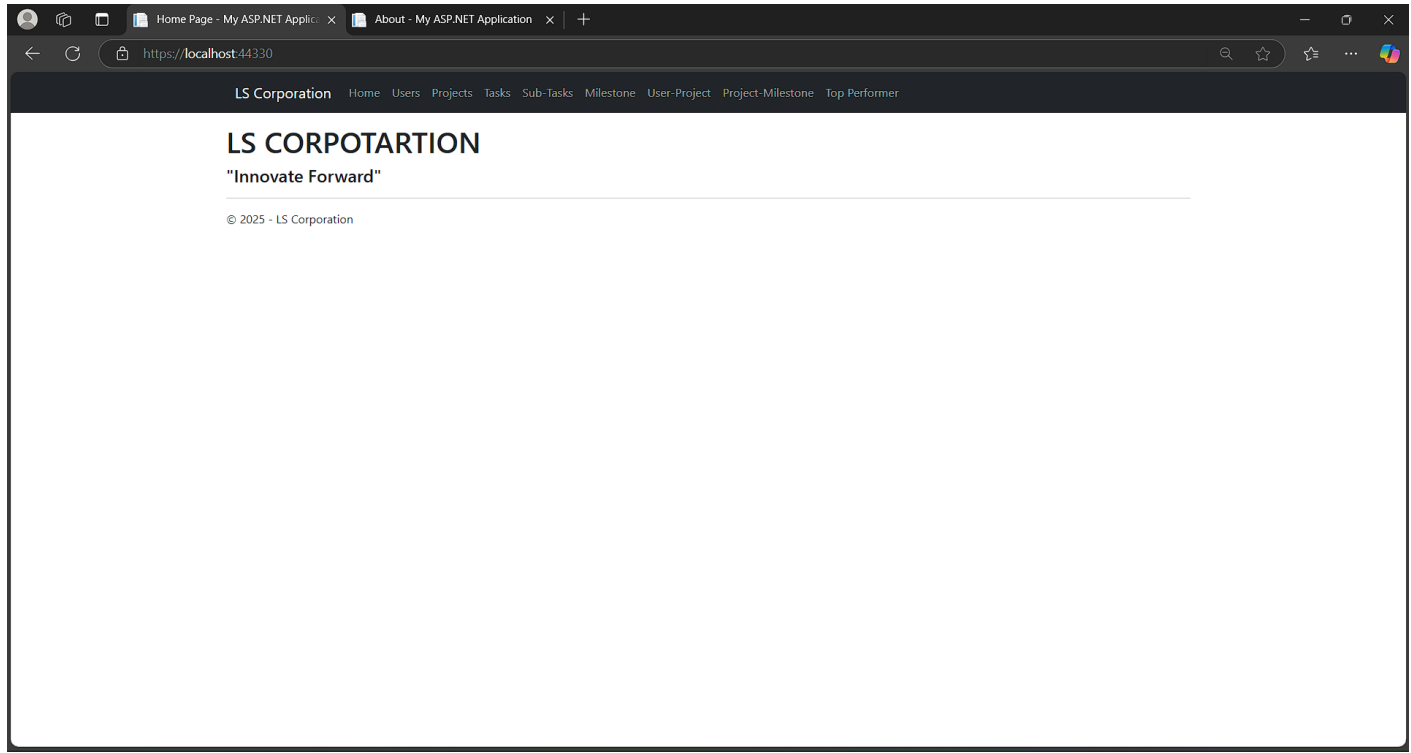 Home Page - My ASP.NET Applica
About - My ASP.NET Application
https://localhost:44330
LS Corporation Home Users Projects Tasks Sub-Tasks Milestone User-Project Project-Milestone Top Performer
LS CORPOTARTION
"Innovate Forward"
© 2025 - LS Corporation